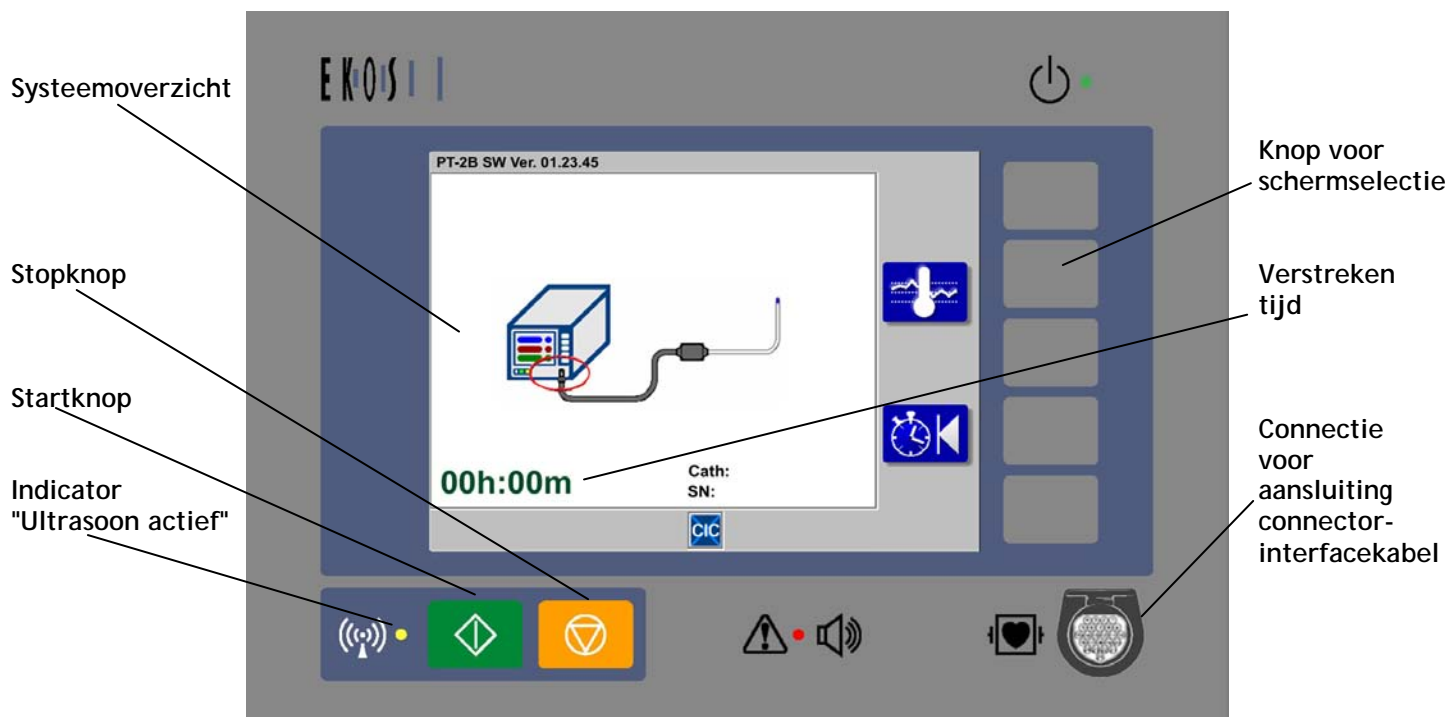 EKOS
Systeemoverzicht
Stopknop
Startknop
Indicator
"Ultrasoon actief"
PT-2B SW Ver. 01.23.45
00h:00m
Cath:
SN:
CIC
Knop voor
schermselectie
Verstreken
tijd
Connectie
voor
aansluiting
connector-
interfacekabel